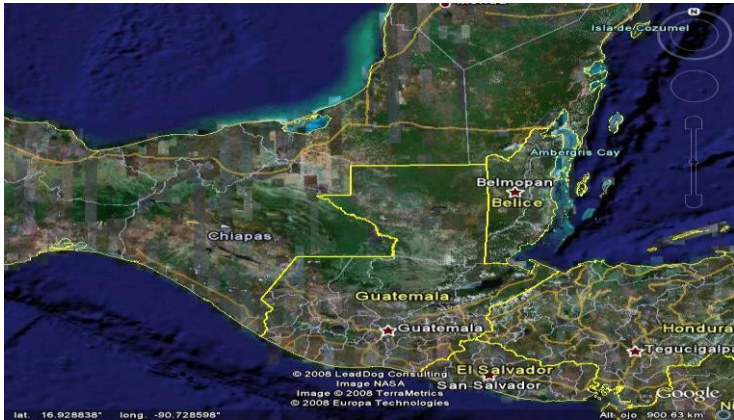 N
Isla de Cozumel
Ambergris Cay
Belmopan
Belice
Chiapas
Guatemala
Guatemala
Hondura
Tegucigalp
El Salvador
San Salvador
© 2008 LeadDog Consulting
Image NASA
Image © 2008 TerraMetrics
© 2008 Europa Technologies
Google
lat. 16.928838° long. -90.728598°
Alt. ojo 900.63 km